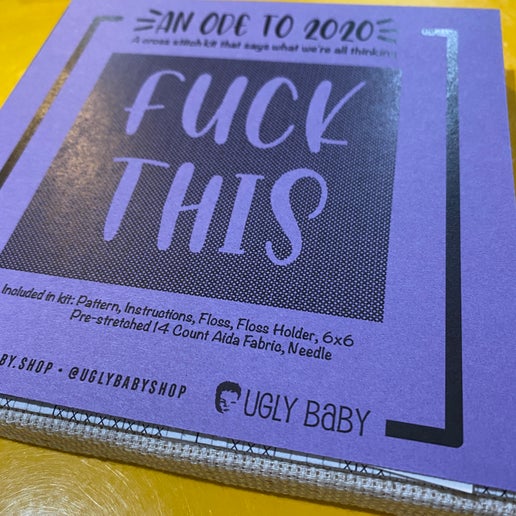 AN ODE TO 2020
A cross stitch kit that says what we're all thinking
FUCK
THIS
Included in kit: Pattern, Instructions, Floss, Floss Holder, 6x6
Pre-stretched 14 Count Aida Fabric, Needle
BY.SHOP • @UGLYBABYSHOP
UGLY BABY